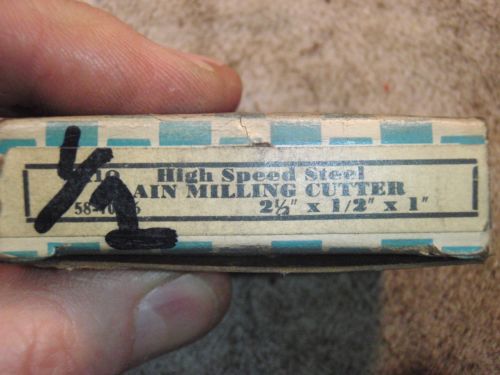 High Speed Steel
AIN MILLING CUTTER
2½" x 1/2" x 1"
1/2